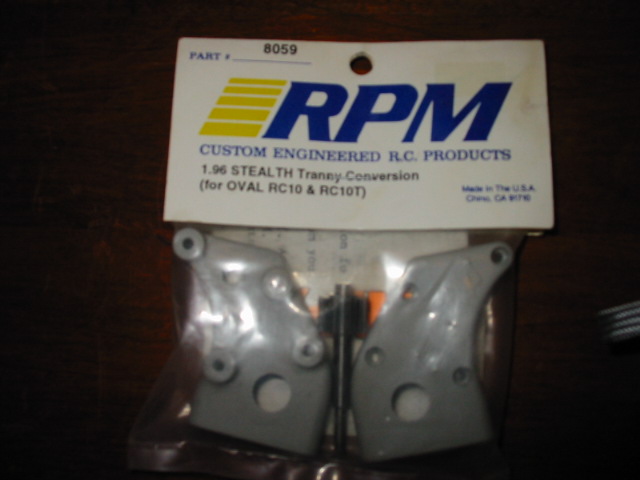 PART # 8059
RPM
CUSTOM ENGINEERED R.C. PRODUCTS
1.96 STEALTH Tranny Conversion
(for OVAL RC10 & RC10T)
Made In The U.S.A.
Chino, CA 91710